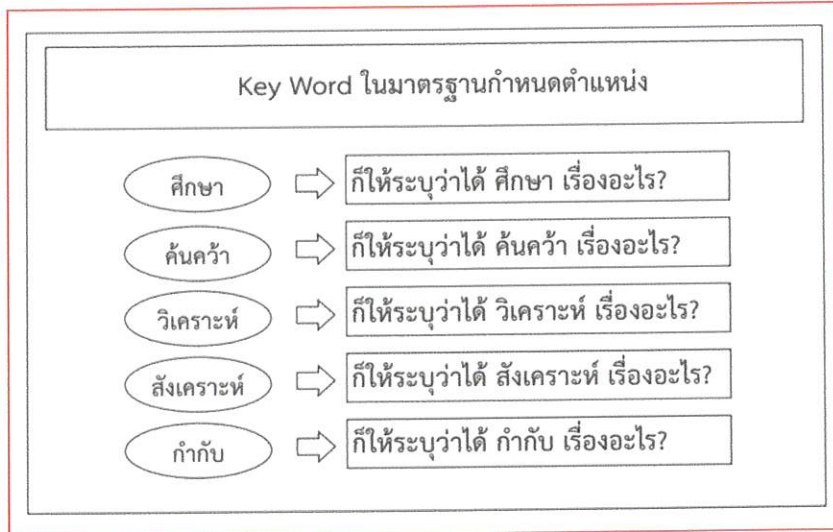 Key Word ในมาตรฐานกำหนดตำแหน่ง
ศึกษา ก็ให้ระบุว่าได้ ศึกษา เรื่องอะไร?
ค้นคว้า ก็ให้ระบุว่าได้ ค้นคว้า เรื่องอะไร?
วิเคราะห์ ก็ให้ระบุว่าได้ วิเคราะห์ เรื่องอะไร?
สังเคราะห์ ก็ให้ระบุว่าได้ สังเคราะห์ เรื่องอะไร?
กำกับ ก็ให้ระบุว่าได้ กำกับ เรื่องอะไร?